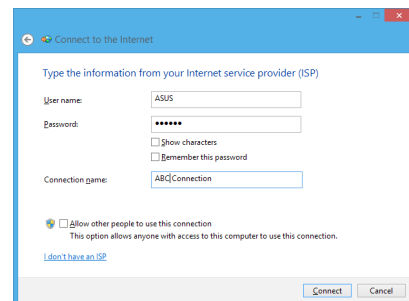 Connect to the Internet
Type the information from your Internet service provider (ISP)
User name: ASUS
Password: ••••••
Show characters
Remember this password
Connection name: ABC Connection
Allow other people to use this connection
This option allows anyone with access to this computer to use this connection.
I don't have an ISP
Connect Cancel